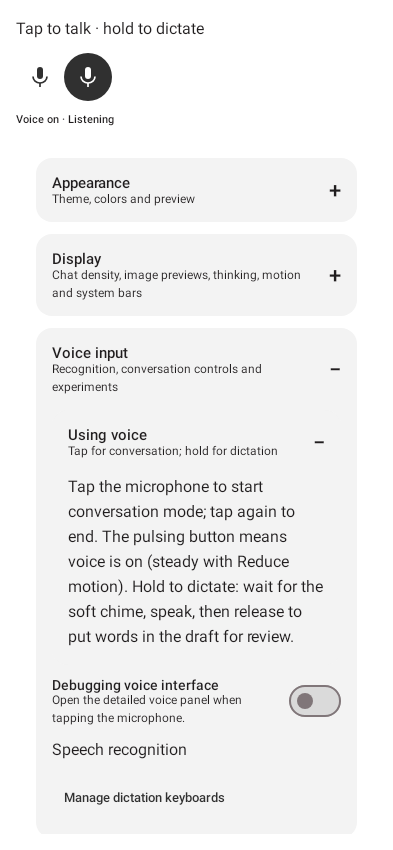 Tap to talk · hold to dictate
Voice on · Listening
Appearance
Theme, colors and preview
Display
Chat density, image previews, thinking, motion
and system bars
Voice input
Recognition, conversation controls and
experiments
Using voice
Tap for conversation; hold for dictation
Tap the microphone to start
conversation mode; tap again to
end. The pulsing button means
voice is on (steady with Reduce
motion). Hold to dictate: wait for the
soft chime, speak, then release to
put words in the draft for review.
Debugging voice interface
Open the detailed voice panel when
tapping the microphone.
Speech recognition
Manage dictation keyboards